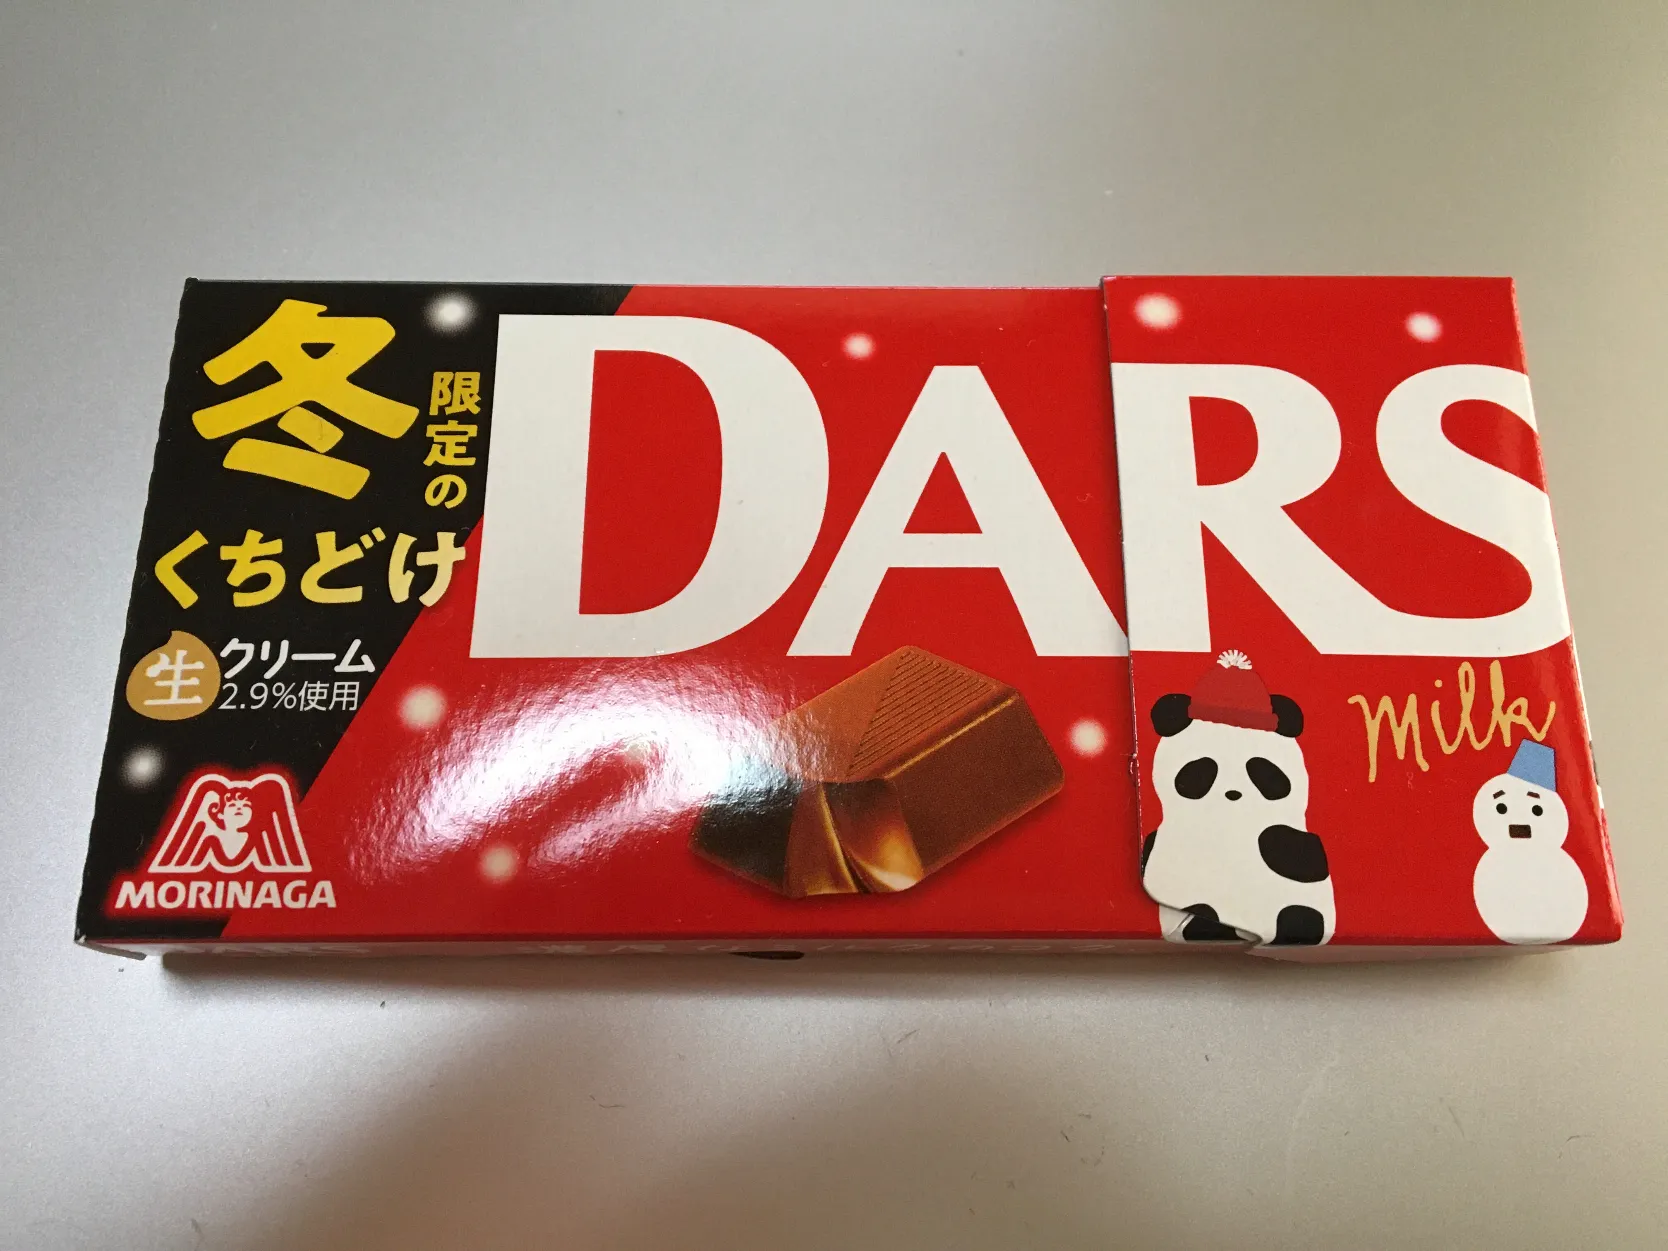 冬
限定の
くちどけ
生クリーム
2.9%使用
MORINAGA
DARS
Milk